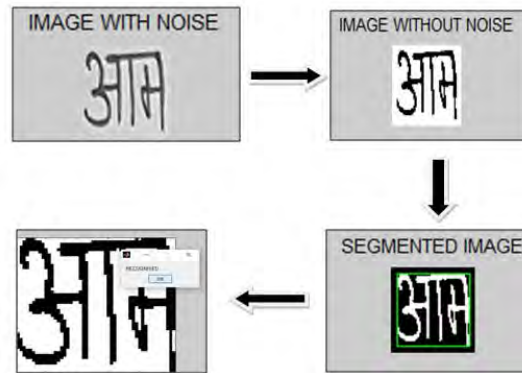 IMAGE WITH NOISE
आम
IMAGE WITHOUT NOISE
आम
SEGMENTED IMAGE
आम
आम
RECOGNISED
OK